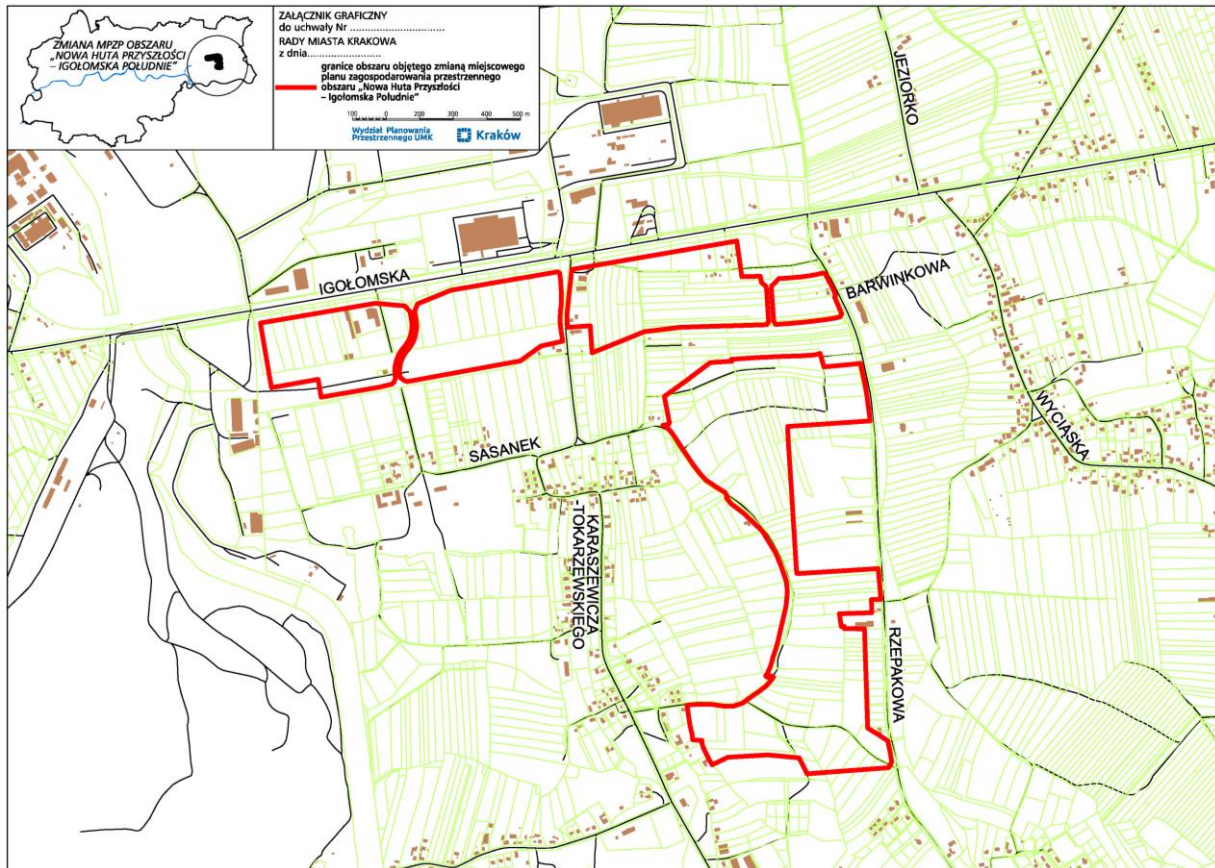 ZMIANA MPZP OBSZARU
„NOWA HUTA PRZYSZŁOŚCI
– IGOŁOMSKA POŁUDNIE”
ZAŁĄCZNIK GRAFICZNY
do uchwały Nr ..............................
RADY MIASTA KRAKOWA
z dnia........................
granice obszaru objętego zmianą miejscowego
planu zagospodarowania przestrzennego
obszaru „Nowa Huta Przyszłości
– Igołomska Południe”
100 0 100 200 300 400 500 m
Wydział Planowania
Przestrzennego UMK
Kraków
JEZIORKO
IGOŁOMSKA
BARWINKOWA
WYCIĄSKA
SASANEK
KARASZEWICZA
-TOKARZEWSKIEGO
RZEPAKOWA